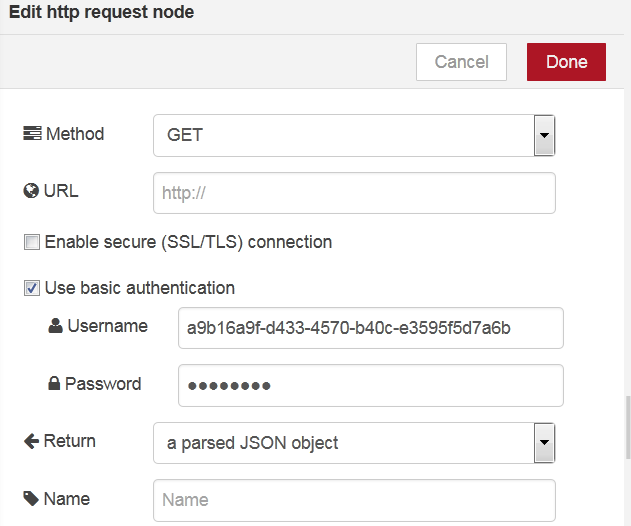 Edit http request node
Cancel Done
Method GET
URL http://
Enable secure (SSL/TLS) connection
Use basic authentication
Username a9b16a9f-d433-4570-b40c-e3595f5d7a6b
Password ●●●●●●●●
Return a parsed JSON object
Name Name